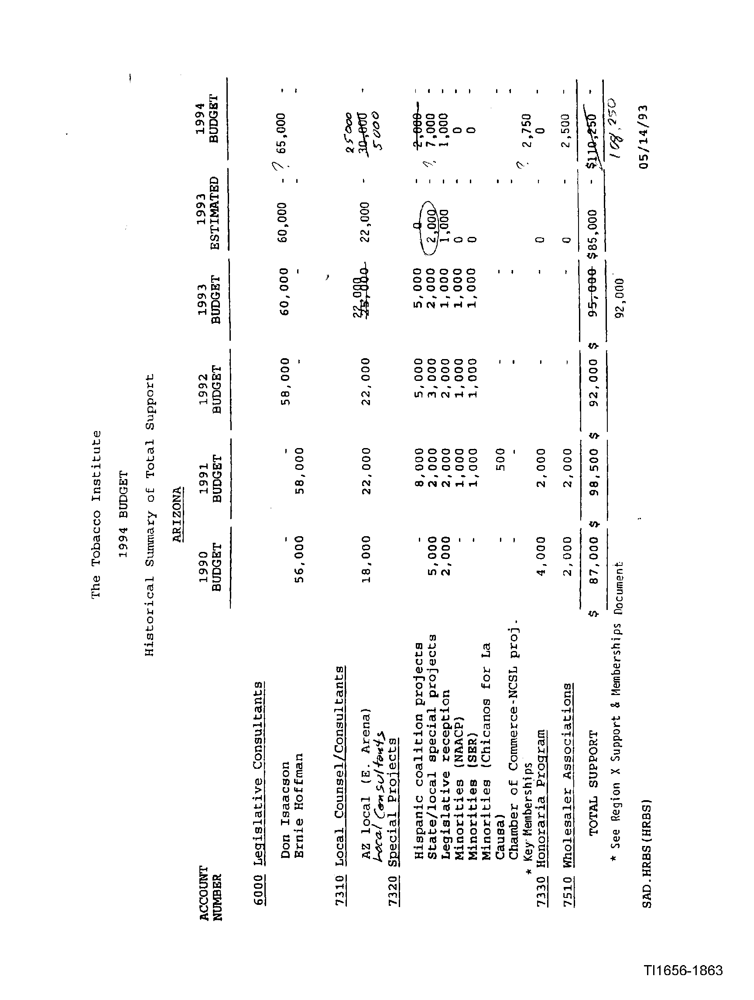 The Tobacco Institute
1994 BUDGET
Historical Summary of Total Support
ARIZONA
ACCOUNT NUMBER 1990 BUDGET 1991 BUDGET 1992 BUDGET 1993 BUDGET 1993 ESTIMATED 1994 BUDGET
6000 Legislative Consultants
Don Isaacson - - 58,000 60,000 60,000 - ? 65,000 -
Ernie Hoffman 56,000 58,000 - -
7310 Local Counsel/Consultants
25000
22,000
AZ local (E. Arena) 18,000 22,000 22,000 25,000 22,000 - 30,000 -
Local Consultants 5000
7320 Special Projects
Hispanic coalition projects - 8,000 5,000 5,000 0 - 2,000 -
State/local special projects 5,000 2,000 3,000 2,000 2,000 - ? 7,000 -
Legislative reception 2,000 2,000 2,000 1,000 1,000 - 1,000 -
Minorities (NAACP) - 1,000 1,000 1,000 0 0
Minorities (SER) - 1,000 1,000 1,000 0 0
Minorities (Chicanos for La
Causa) - 500 - - - -
Chamber of Commerce-NCSL proj. - - - - - -
* Key Memberships ? 2,750
7330 Honoraria Program 4,000 2,000 - - 0 0
7510 Wholesaler Associations 2,000 2,000 - - 0 - 2,500 -
TOTAL SUPPORT $ 87,000 $ 98,500 $ 92,000 $ 95,000 $85,000 - $110,250 -
* See Region X Support & Memberships Document 92,000 108,250
SAD.HRBS(HRBS) 05/14/93
TI1656-1863